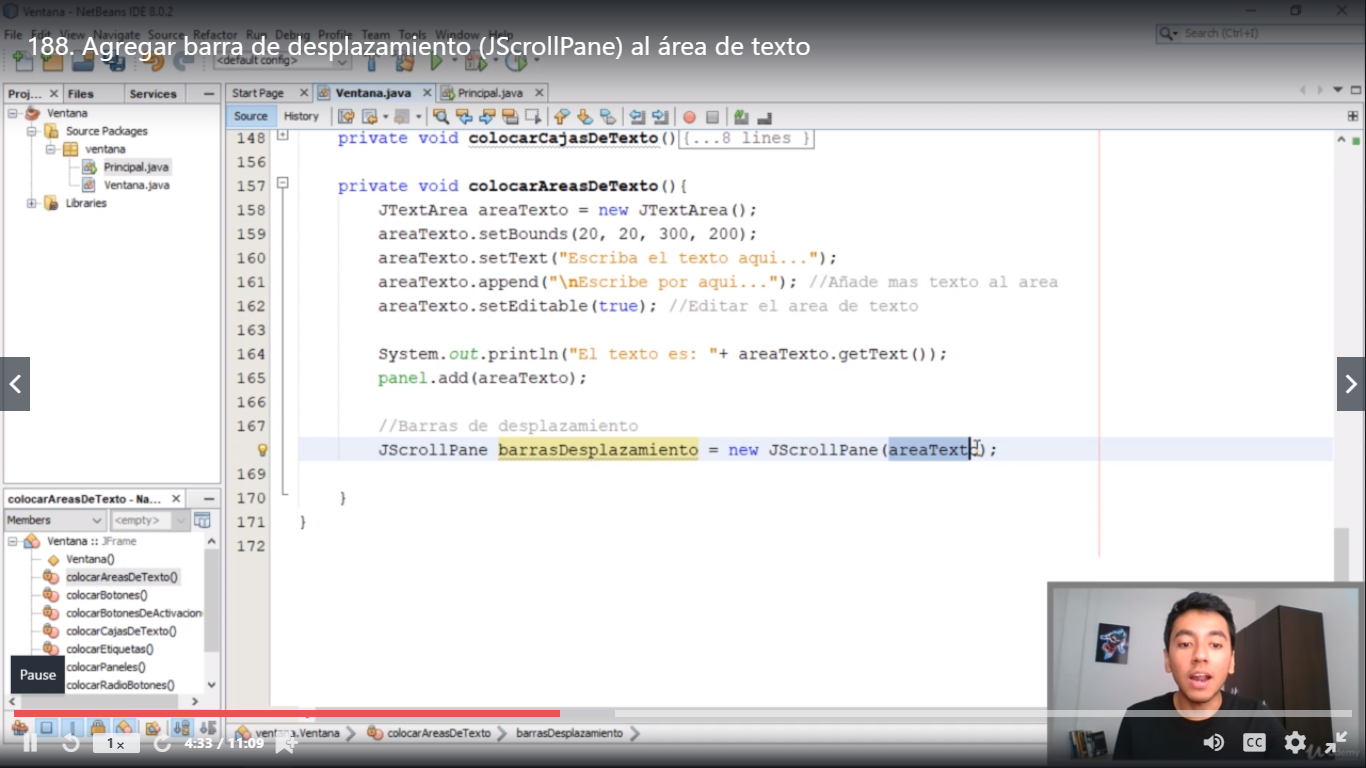 Ventana - NetBeans IDE 8.0.2
File Edit View Navigate Source Refactor Run Debug Profile Team Tools Window Help
Search (Ctrl+I)
188. Agregar barra de desplazamiento (JScrollPane) al área de texto
<default config>
Proj... Files Services
Start Page Ventana.java Principal.java
Source History
Ventana
Source Packages
ventana
Principal.java
Ventana.java
Libraries
148 private void colocarCajasDeTexto(){...8 lines }
156
157 private void colocarAreasDeTexto(){
158 JTextArea areaTexto = new JTextArea();
159 areaTexto.setBounds(20, 20, 300, 200);
160 areaTexto.setText("Escriba el texto aqui...");
161 areaTexto.append("\nEscribe por aqui..."); //Añade mas texto al area
162 areaTexto.setEditable(true); //Editar el area de texto
163
164 System.out.println("El texto es: "+ areaTexto.getText());
165 panel.add(areaTexto);
166
167 //Barras de desplazamiento
JScrollPane barrasDesplazamiento = new JScrollPane(areaTexto);
169
170 }
171 }
172
colocarAreasDeTexto - Na...
Members <empty>
Ventana :: JFrame
Ventana()
colocarAreasDeTexto()
colocarBotones()
colocarBotonesDeActivacion
colocarCajasDeTexto()
colocarEtiquetas()
colocarPaneles()
colocarRadioBotones()
Pause
ventana.Ventana colocarAreasDeTexto barrasDesplazamiento
1x 4:33 / 11:09
CC